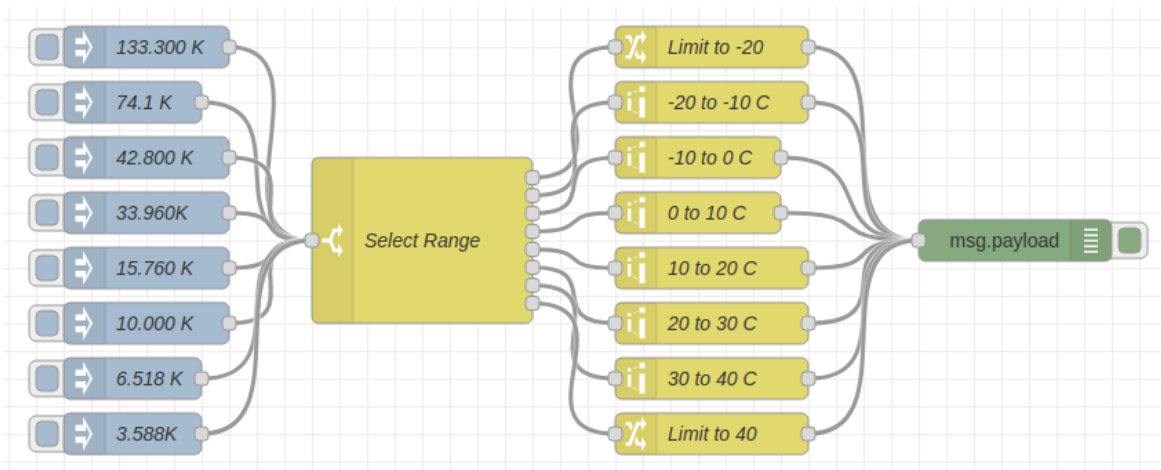 133.300 K
74.1 K
42.800 K
33.960K
15.760 K
10.000 K
6.518 K
3.588K
Select Range
Limit to -20
-20 to -10 C
-10 to 0 C
0 to 10 C
10 to 20 C
20 to 30 C
30 to 40 C
Limit to 40
msg.payload